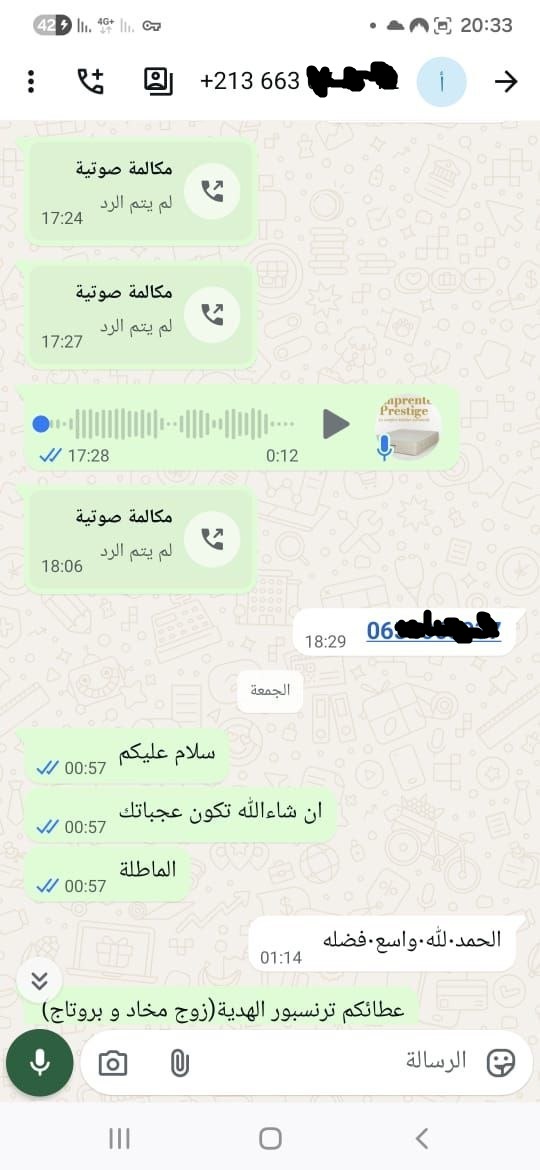 42
4G+
20:33
+213 663
أ
مكالمة صوتية
لم يتم الرد
17:24
مكالمة صوتية
لم يتم الرد
17:27
Prestige
0:12
17:28
مكالمة صوتية
لم يتم الرد
18:06
18:29
الجمعة
سلام عليكم
00:57
ان شاءالله تكون عجباتك
00:57
الماطلة
00:57
الحمد.لله.واسع.فضله
01:14
عطائكم ترنسبور الهدية(زوج مخاد و بروتاج)
الرسالة